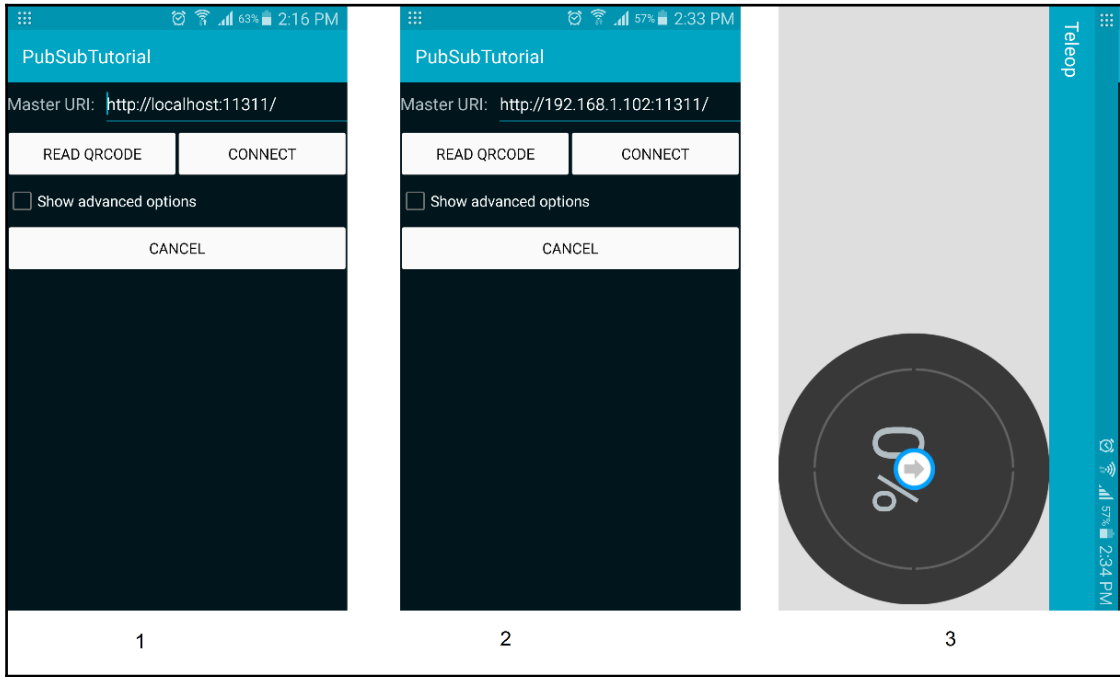 63% 2:16 PM
PubSubTutorial
Master URI: http://localhost:11311/
READ QRCODE CONNECT
Show advanced options
CANCEL
1
57% 2:33 PM
PubSubTutorial
Master URI: http://192.168.1.102:11311/
READ QRCODE CONNECT
Show advanced options
CANCEL
2
57% 2:34 PM
Teleop
0%
3